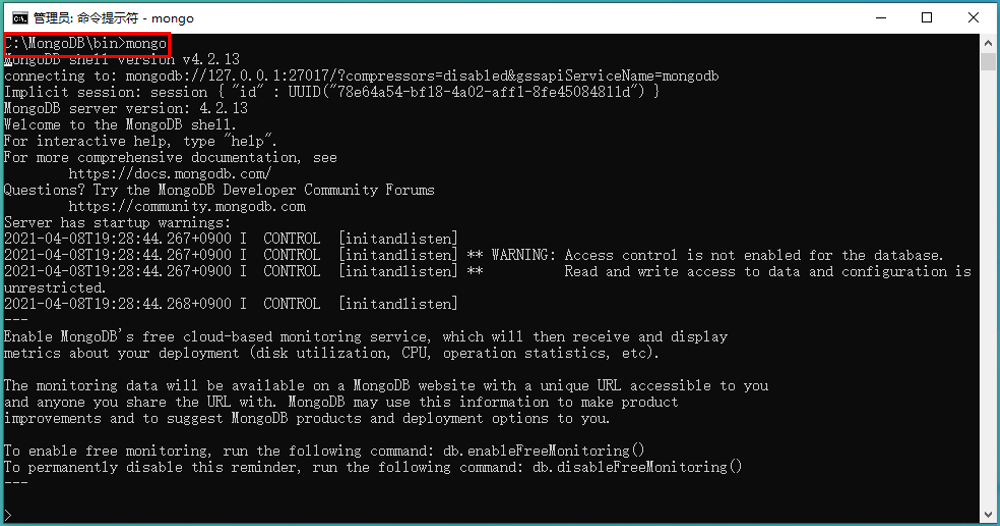 管理员: 命令提示符 - mongo
C:\MongoDB\bin>mongo
MongoDB shell version v4.2.13
connecting to: mongodb://127.0.0.1:27017/?compressors=disabled&gssapiServiceName=mongodb
Implicit session: session { "id" : UUID("78e64a54-bf18-4a02-aff1-8fe45084811d") }
MongoDB server version: 4.2.13
Welcome to the MongoDB shell.
For interactive help, type "help".
For more comprehensive documentation, see
        https://docs.mongodb.com/
Questions? Try the MongoDB Developer Community Forums
        https://community.mongodb.com
Server has startup warnings:
2021-04-08T19:28:44.267+0900 I  CONTROL  [initandlisten]
2021-04-08T19:28:44.267+0900 I  CONTROL  [initandlisten] ** WARNING: Access control is not enabled for the database.
2021-04-08T19:28:44.267+0900 I  CONTROL  [initandlisten] **          Read and write access to data and configuration is
unrestricted.
2021-04-08T19:28:44.268+0900 I  CONTROL  [initandlisten]
---
Enable MongoDB's free cloud-based monitoring service, which will then receive and display
metrics about your deployment (disk utilization, CPU, operation statistics, etc).

The monitoring data will be available on a MongoDB website with a unique URL accessible to you
and anyone you share the URL with. MongoDB may use this information to make product
improvements and to suggest MongoDB products and deployment options to you.

To enable free monitoring, run the following command: db.enableFreeMonitoring()
To permanently disable this reminder, run the following command: db.disableFreeMonitoring()
---

>